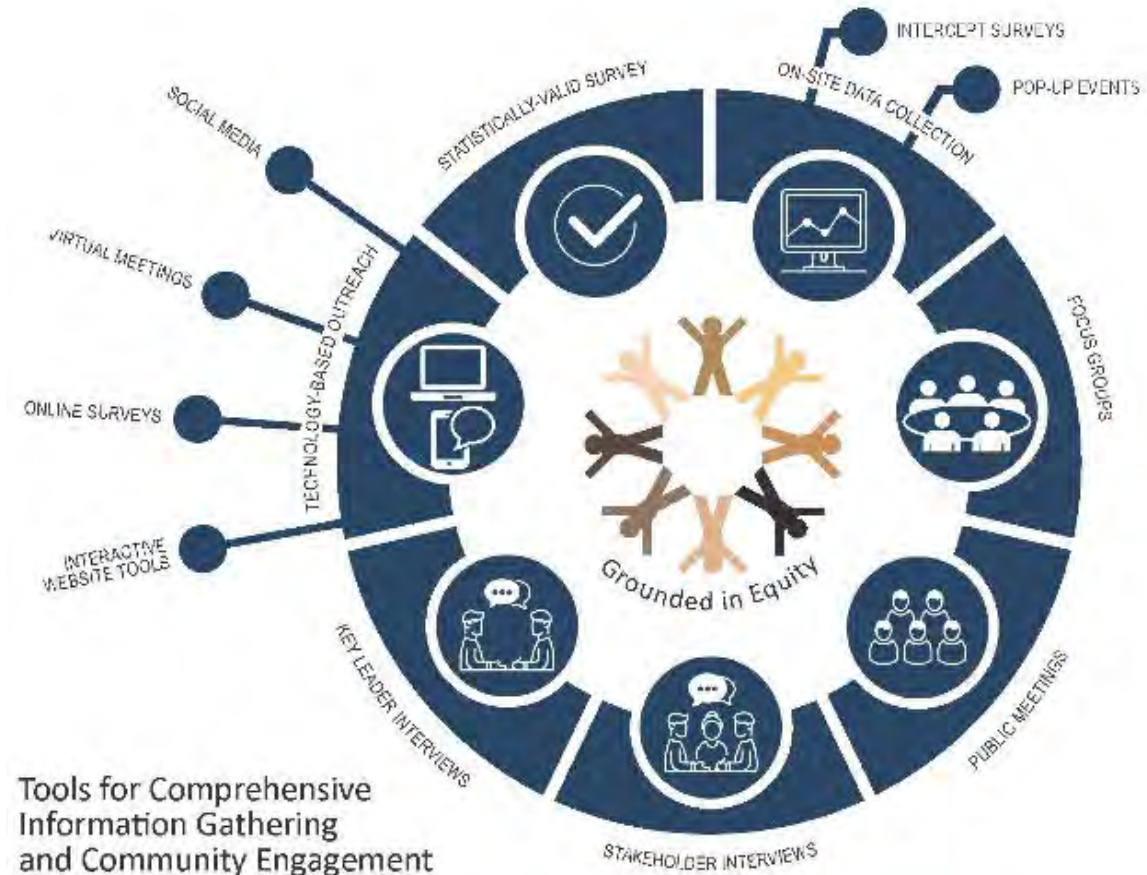 INTERCEPT SURVEYS
POP-UP EVENTS
ON-SITE DATA COLLECTION
STATISTICALLY-VALID SURVEY
SOCIAL MEDIA
VIRTUAL MEETINGS
ONLINE SURVEYS
INTERACTIVE
WEBSITE TOOLS
TECHNOLOGY-BASED OUTREACH
FOCUS GROUPS
Grounded in Equity
KEY LEADER INTERVIEWS
PUBLIC MEETINGS
STAKEHOLDER INTERVIEWS
Tools for Comprehensive
Information Gathering
and Community Engagement